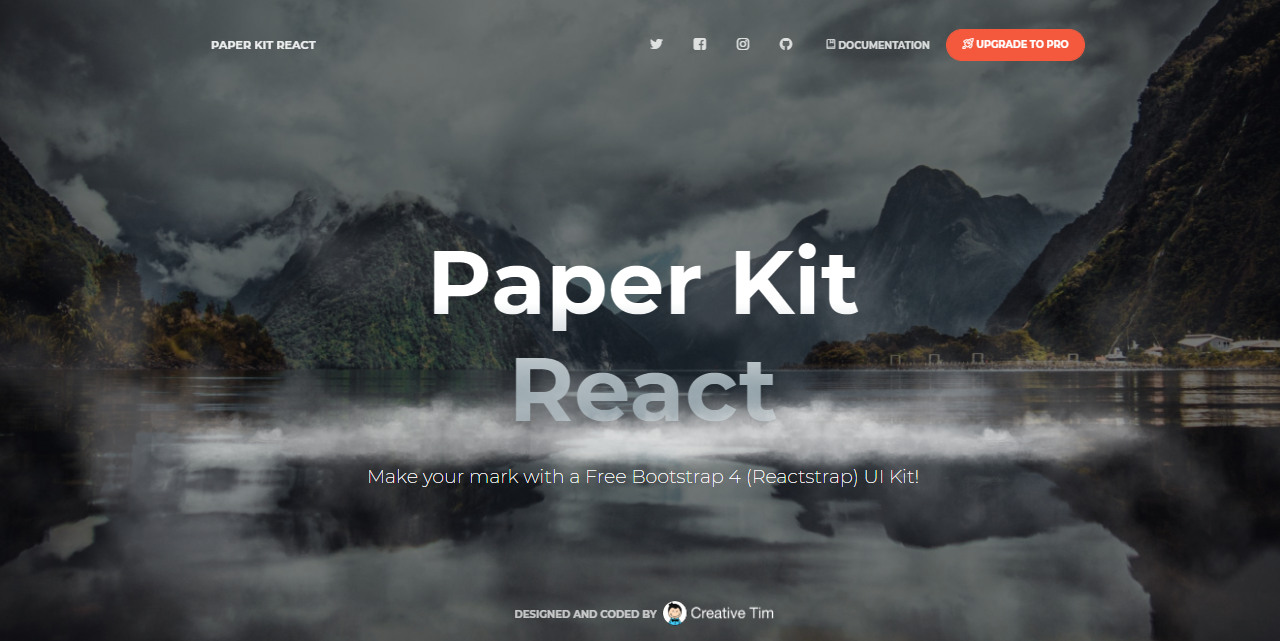 PAPER KIT REACT
DOCUMENTATION
UPGRADE TO PRO
Paper Kit
React
Make your mark with a Free Bootstrap 4 (Reactstrap) UI Kit!
DESIGNED AND CODED BY Creative Tim